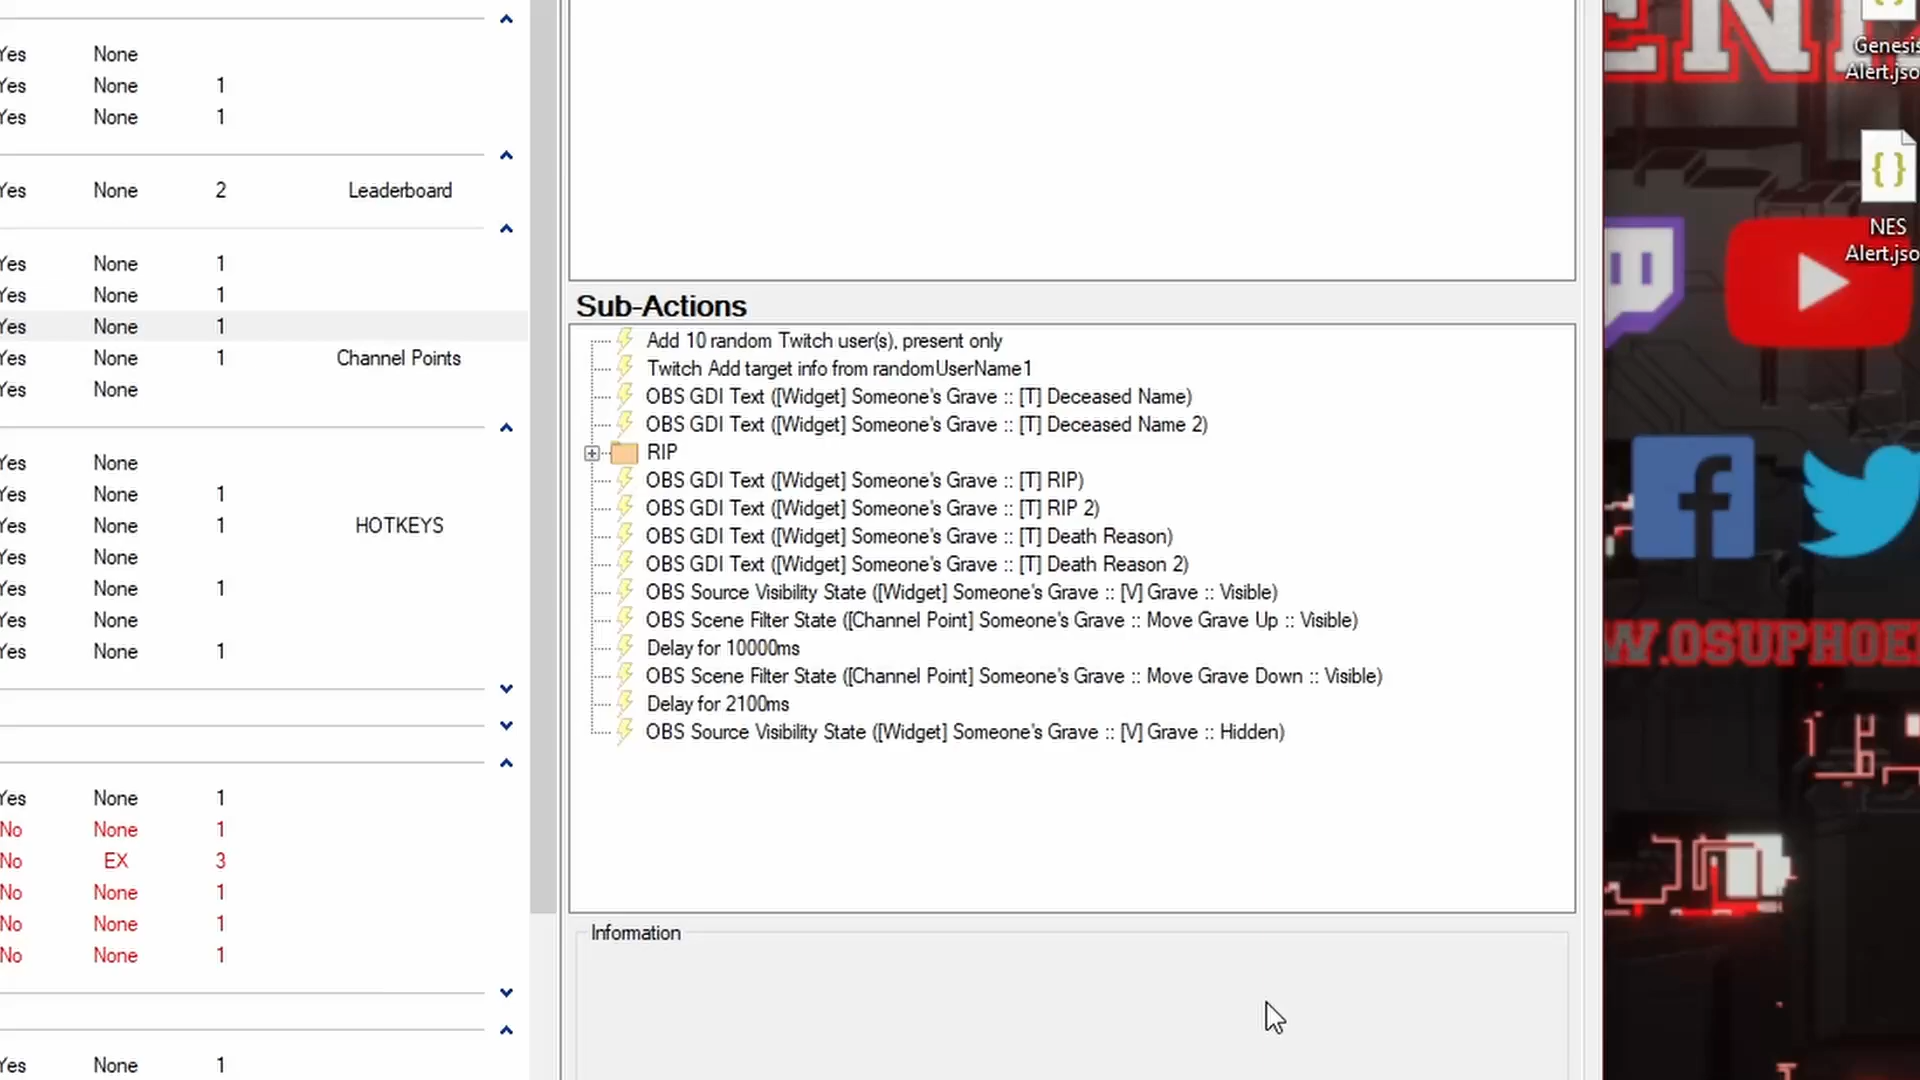 Yes None
Yes None 1
Yes None 1
Yes None 2 Leaderboard
Yes None 1
Yes None 1
Yes None 1
Yes None 1 Channel Points
Yes None
Yes None
Yes None 1
Yes None 1 HOTKEYS
Yes None
Yes None 1
Yes None
Yes None 1
Yes None 1
No None 1
No EX 3
No None 1
No None 1
No None 1
Yes None 1
Sub-Actions
Add 10 random Twitch user(s), present only
Twitch Add target info from randomUserName1
OBS GDI Text ([Widget] Someone's Grave :: [T] Deceased Name)
OBS GDI Text ([Widget] Someone's Grave :: [T] Deceased Name 2)
RIP
OBS GDI Text ([Widget] Someone's Grave :: [T] RIP)
OBS GDI Text ([Widget] Someone's Grave :: [T] RIP 2)
OBS GDI Text ([Widget] Someone's Grave :: [T] Death Reason)
OBS GDI Text ([Widget] Someone's Grave :: [T] Death Reason 2)
OBS Source Visibility State ([Widget] Someone's Grave :: [V] Grave :: Visible)
OBS Scene Filter State ([Channel Point] Someone's Grave :: Move Grave Up :: Visible)
Delay for 10000ms
OBS Scene Filter State ([Channel Point] Someone's Grave :: Move Grave Down :: Visible)
Delay for 2100ms
OBS Source Visibility State ([Widget] Someone's Grave :: [V] Grave :: Hidden)
Information
Genesis
Alert.jso
NES
Alert.jso
W.OSUPHOE